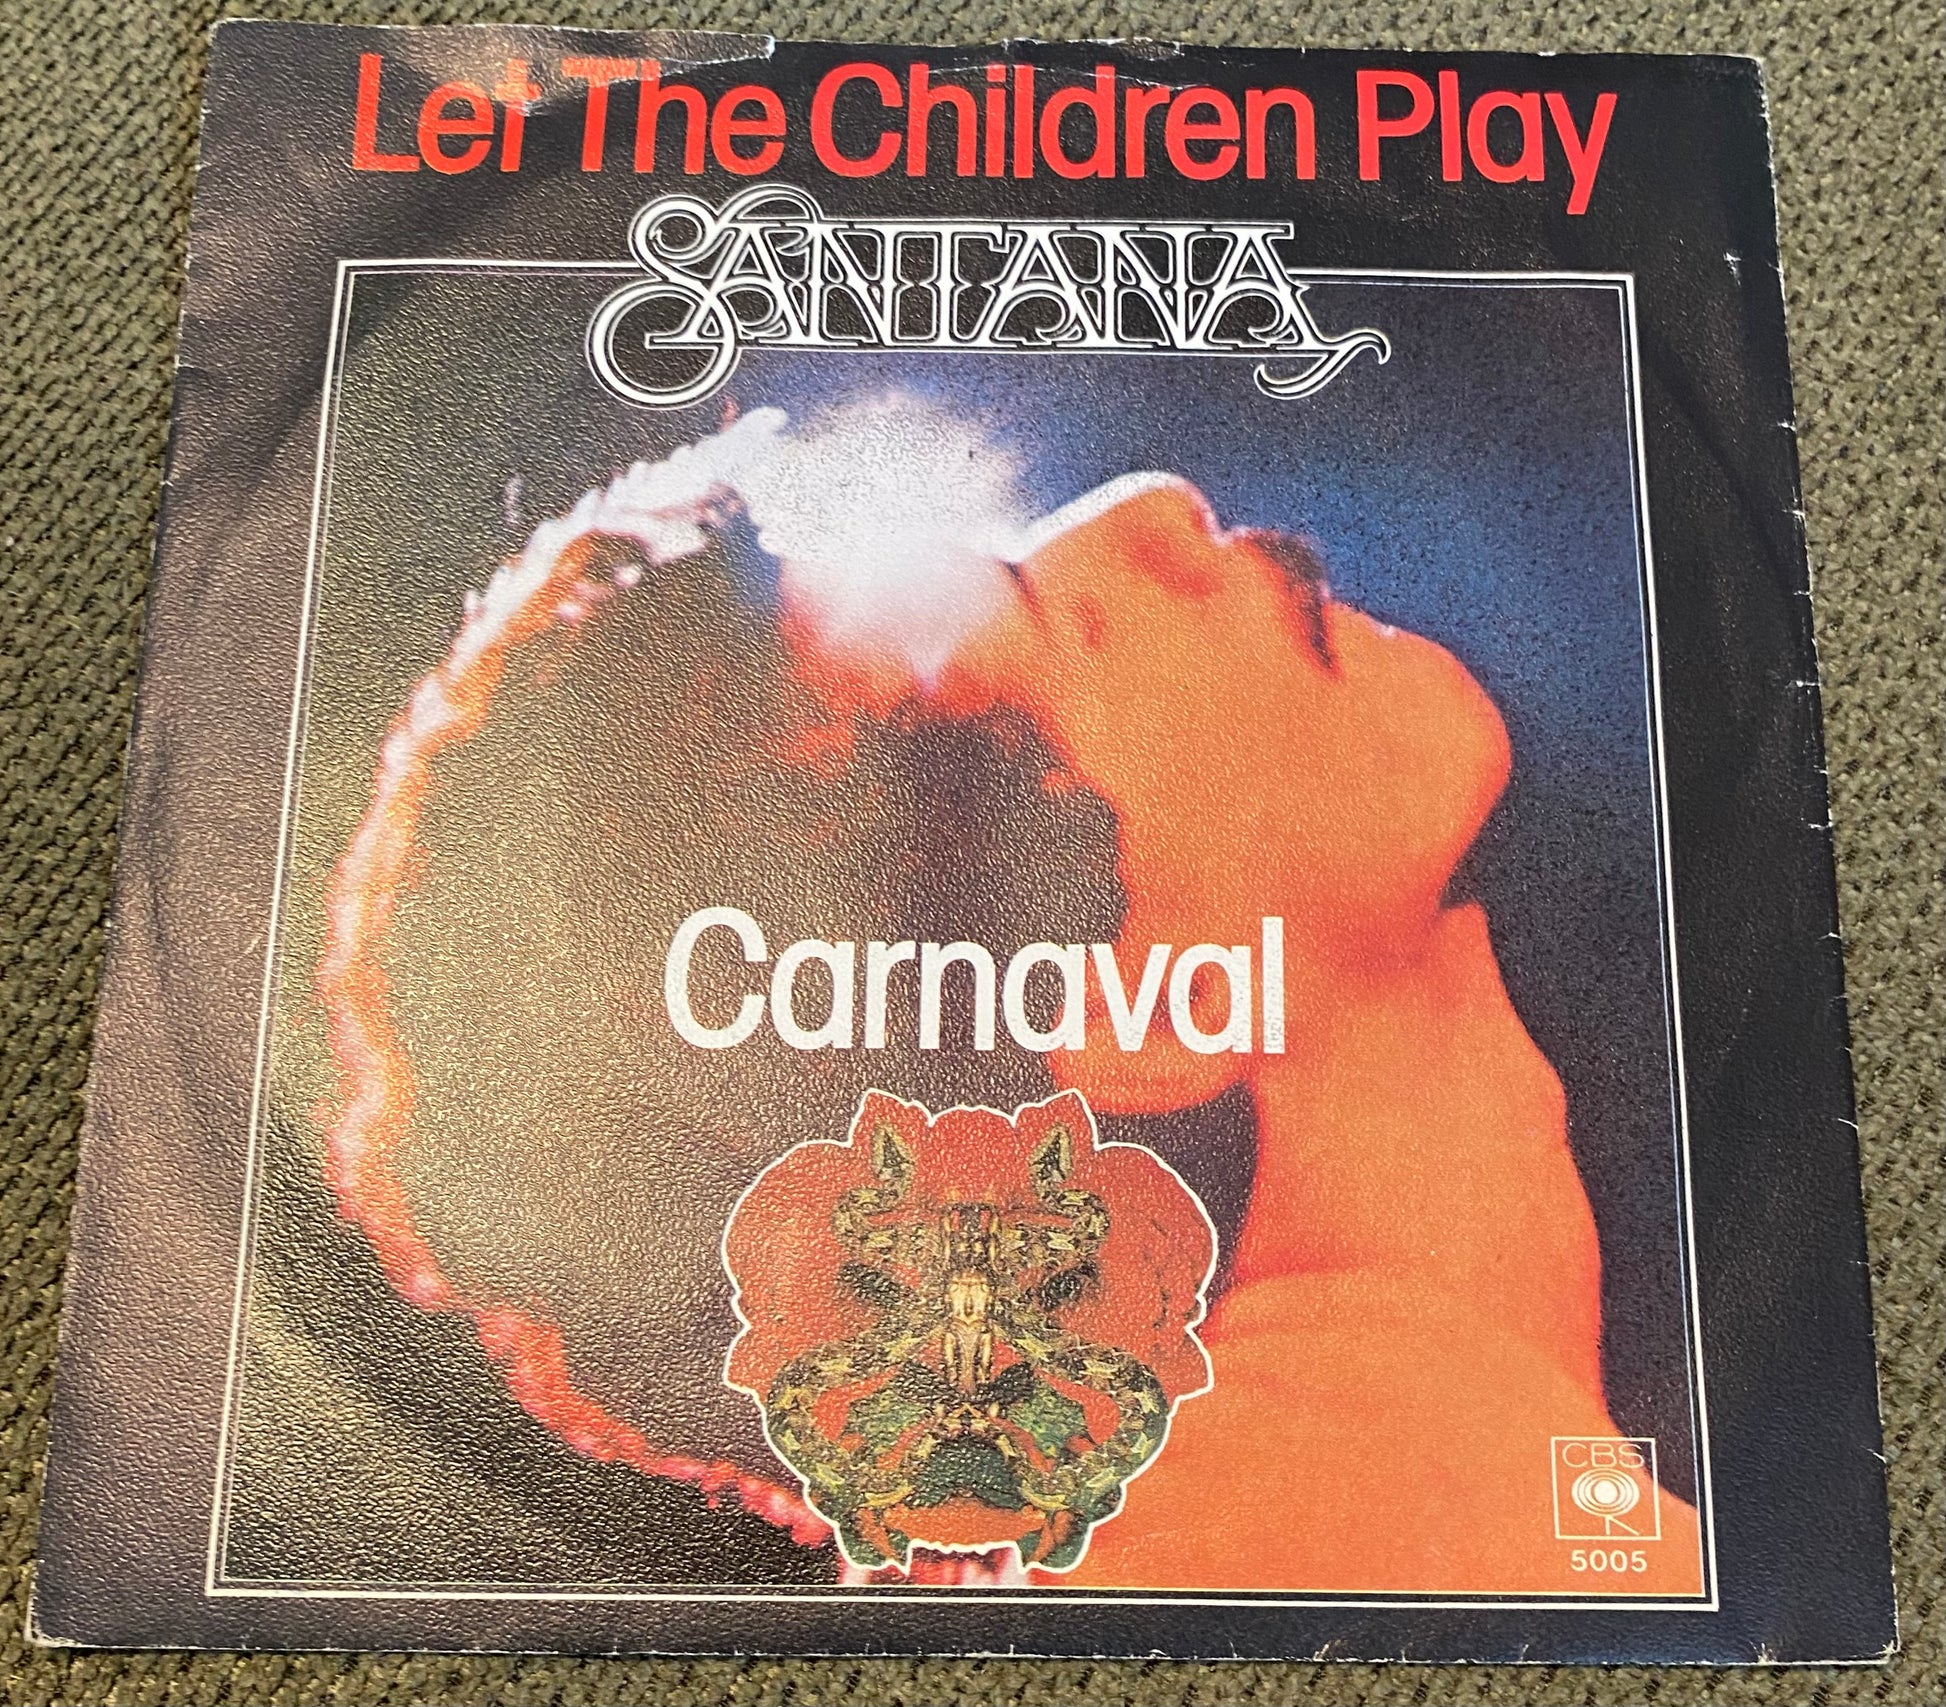 Let The Children Play
SANTANA
Carnaval
CBS
5005